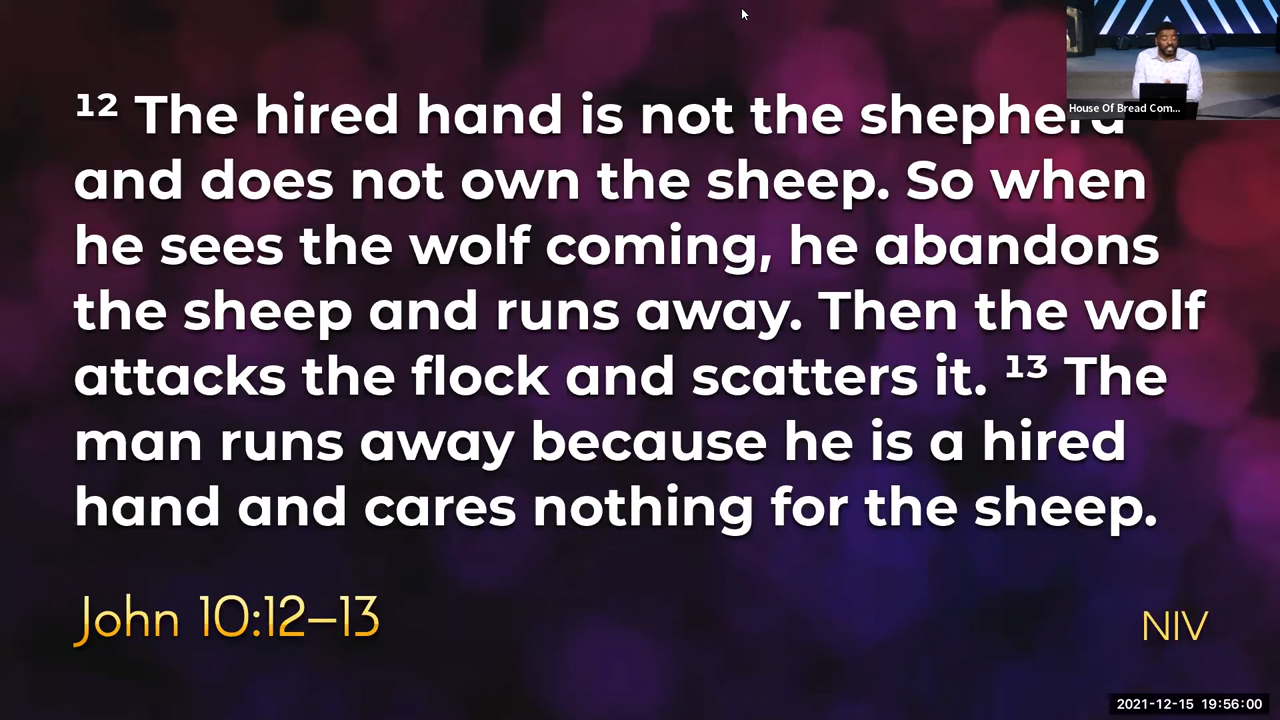 ¹² The hired hand is not the shepherd
and does not own the sheep. So when
he sees the wolf coming, he abandons
the sheep and runs away. Then the wolf
attacks the flock and scatters it. ¹³ The
man runs away because he is a hired
hand and cares nothing for the sheep.
John 10:12–13
NIV
House Of Bread Com...
2021-12-15 19:56:00